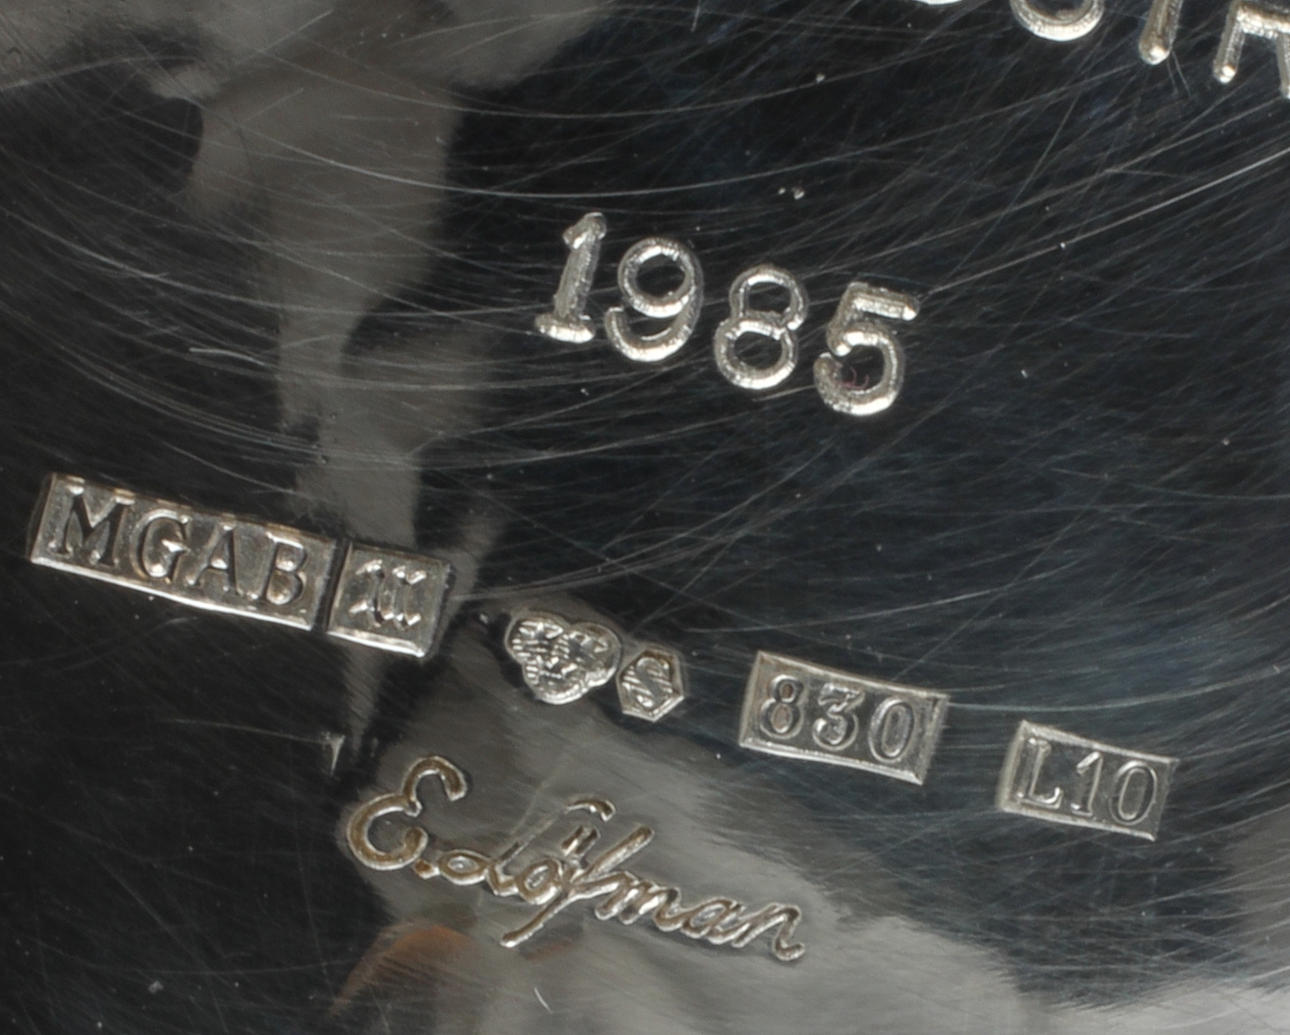 1985
MGAB
S 830 L10
E. Löfman